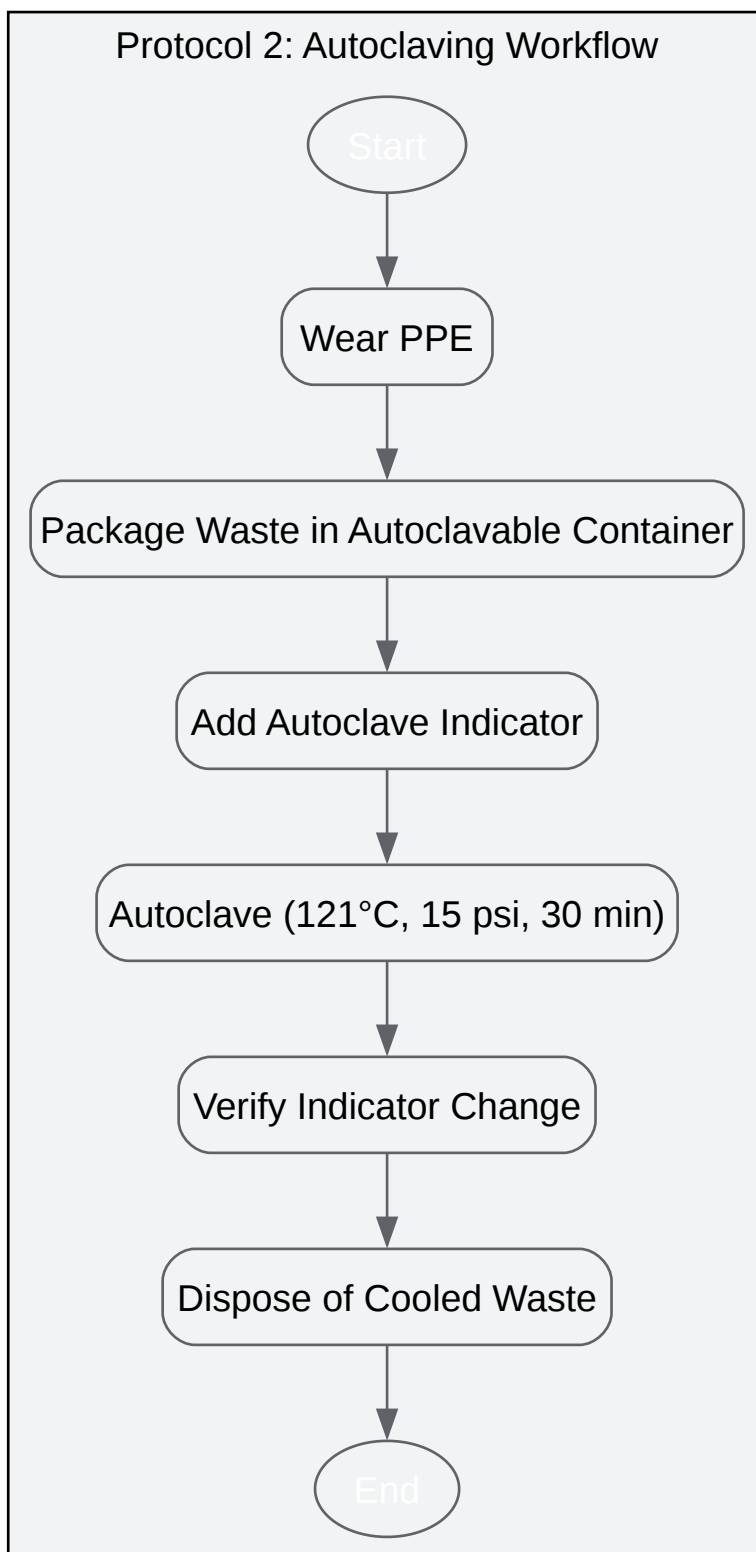 Protocol 2: Autoclaving Workflow
Start
Wear PPE
Package Waste in Autoclavable Container
Add Autoclave Indicator
Autoclave (121°C, 15 psi, 30 min)
Verify Indicator Change
Dispose of Cooled Waste
End